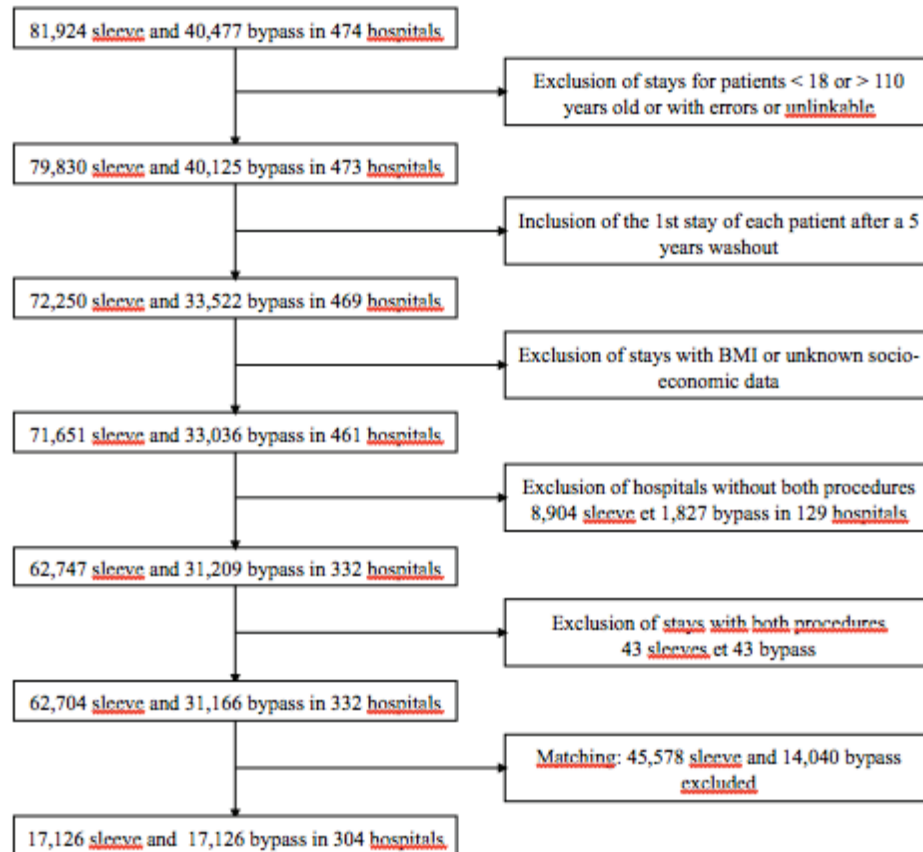 81,924 sleeve and 40,477 bypass in 474 hospitals
Exclusion of stays for patients < 18 or > 110
years old or with errors or unlinkable
79,830 sleeve and 40,125 bypass in 473 hospitals
Inclusion of the 1st stay of each patient after a 5
years washout
72,250 sleeve and 33,522 bypass in 469 hospitals
Exclusion of stays with BMI or unknown socio-
economic data
71,651 sleeve and 33,036 bypass in 461 hospitals
Exclusion of hospitals without both procedures
8,904 sleeve et 1,827 bypass in 129 hospitals
62,747 sleeve and 31,209 bypass in 332 hospitals
Exclusion of stays with both procedures
43 sleeves et 43 bypass
62,704 sleeve and 31,166 bypass in 332 hospitals
Matching: 45,578 sleeve and 14,040 bypass
excluded
17,126 sleeve and 17,126 bypass in 304 hospitals